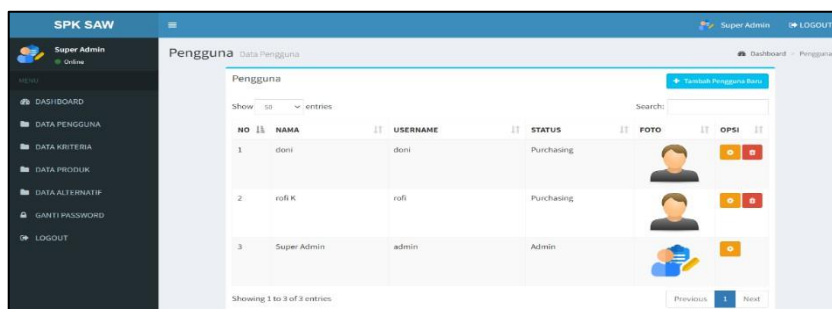 SPK SAW
Super Admin
LOGOUT
Super Admin
Online
MENU
DASHBOARD
DATA PENGGUNA
DATA KRITERIA
DATA PRODUK
DATA ALTERNATIF
GANTI PASSWORD
LOGOUT
Pengguna Data Pengguna
Dashboard > Pengguna
Pengguna
+ Tambah Pengguna Baru
Show 50 entries
Search:
NO NAMA USERNAME STATUS FOTO OPSI
1 doni doni Purchasing
2 rofi K rofi Purchasing
3 Super Admin admin Admin
Showing 1 to 3 of 3 entries
Previous 1 Next